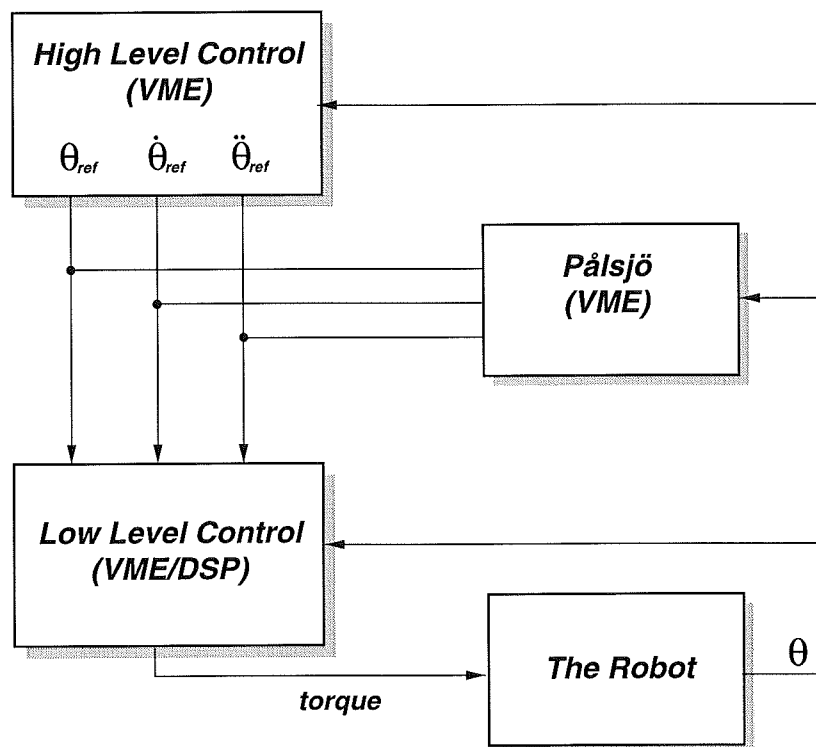 High Level Control
(VME)
θref θ̇ref θ̈ref
Pålsjö
(VME)
Low Level Control
(VME/DSP)
The Robot
θ
torque